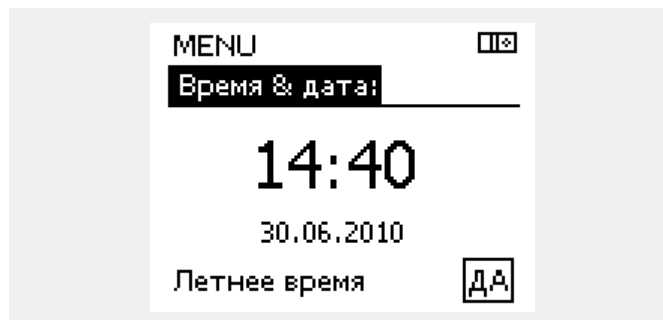 MENU
Время & дата:
14:40
30.06.2010
Летнее время ДА